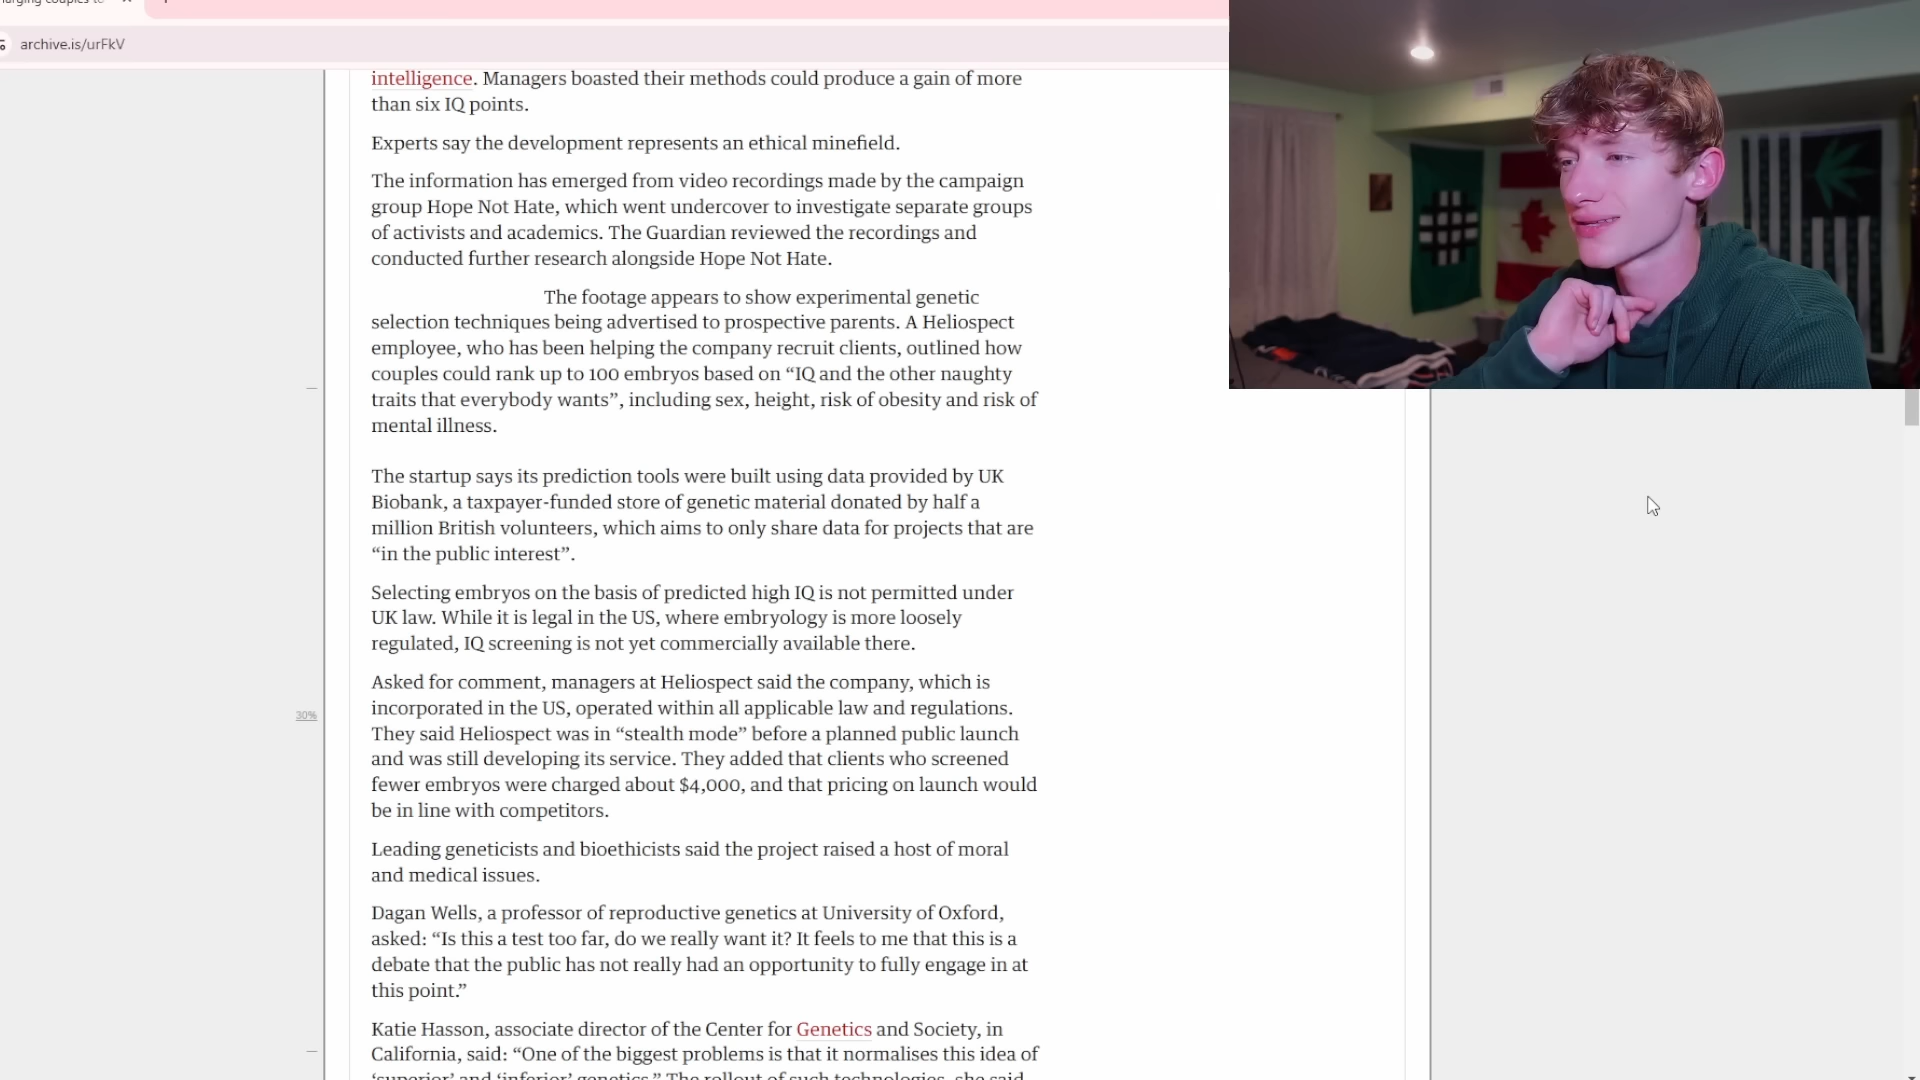 archive.is/urFkV
intelligence. Managers boasted their methods could produce a gain of more
than six IQ points.
Experts say the development represents an ethical minefield.
The information has emerged from video recordings made by the campaign
group Hope Not Hate, which went undercover to investigate separate groups
of activists and academics. The Guardian reviewed the recordings and
conducted further research alongside Hope Not Hate.
The footage appears to show experimental genetic
selection techniques being advertised to prospective parents. A Heliospect
employee, who has been helping the company recruit clients, outlined how
couples could rank up to 100 embryos based on “IQ and the other naughty
traits that everybody wants”, including sex, height, risk of obesity and risk of
mental illness.
The startup says its prediction tools were built using data provided by UK
Biobank, a taxpayer-funded store of genetic material donated by half a
million British volunteers, which aims to only share data for projects that are
“in the public interest”.
Selecting embryos on the basis of predicted high IQ is not permitted under
UK law. While it is legal in the US, where embryology is more loosely
regulated, IQ screening is not yet commercially available there.
Asked for comment, managers at Heliospect said the company, which is
incorporated in the US, operated within all applicable law and regulations.
30%
They said Heliospect was in “stealth mode” before a planned public launch
and was still developing its service. They added that clients who screened
fewer embryos were charged about $4,000, and that pricing on launch would
be in line with competitors.
Leading geneticists and bioethicists said the project raised a host of moral
and medical issues.
Dagan Wells, a professor of reproductive genetics at University of Oxford,
asked: “Is this a test too far, do we really want it? It feels to me that this is a
debate that the public has not really had an opportunity to fully engage in at
this point.”
Katie Hasson, associate director of the Center for Genetics and Society, in
California, said: “One of the biggest problems is that it normalises this idea of
‘superior’ and ‘inferior’ genetics.” The rollout of such technologies, she said,